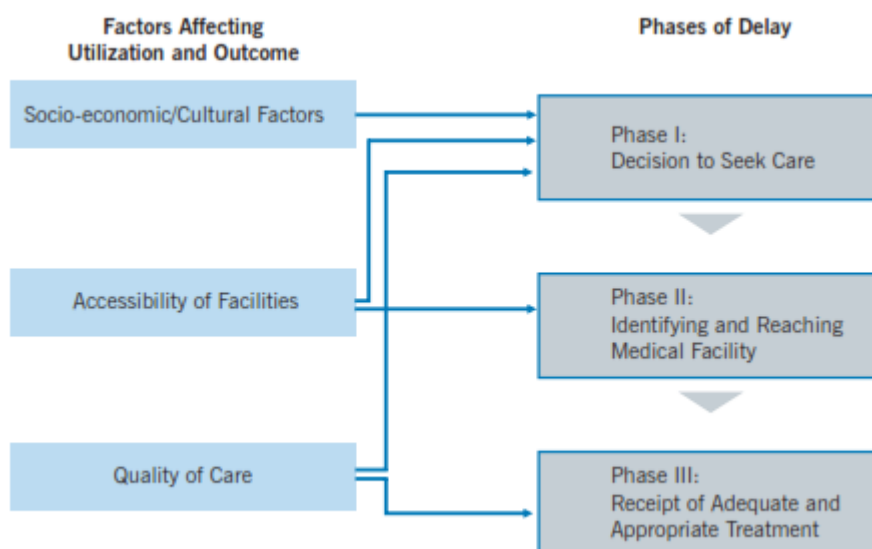 Factors Affecting
Utilization and Outcome
Phases of Delay
Socio-economic/Cultural Factors
Phase I:
Decision to Seek Care
Accessibility of Facilities
Phase II:
Identifying and Reaching
Medical Facility
Quality of Care
Phase III:
Receipt of Adequate and
Appropriate Treatment